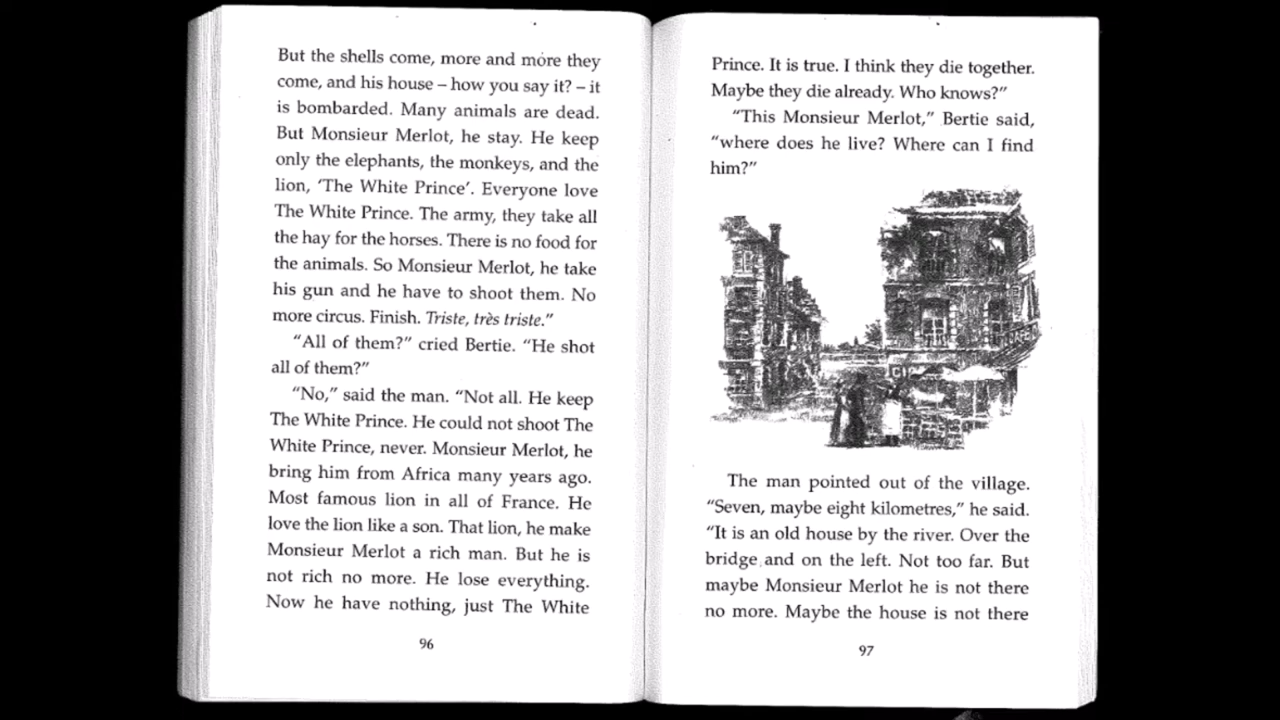 But the shells come, more and more they
come, and his house – how you say it? – it
is bombarded. Many animals are dead.
But Monsieur Merlot, he stay. He keep
only the elephants, the monkeys, and the
lion, ‘The White Prince’. Everyone love
The White Prince. The army, they take all
the hay for the horses. There is no food for
the animals. So Monsieur Merlot, he take
his gun and he have to shoot them. No
more circus. Finish. Triste, très triste.”
“All of them?” cried Bertie. “He shot
all of them?”
“No,” said the man. “Not all. He keep
The White Prince. He could not shoot The
White Prince, never. Monsieur Merlot, he
bring him from Africa many years ago.
Most famous lion in all of France. He
love the lion like a son. That lion, he make
Monsieur Merlot a rich man. But he is
not rich no more. He lose everything.
Now he have nothing, just The White
96
Prince. It is true. I think they die together.
Maybe they die already. Who knows?”
“This Monsieur Merlot,” Bertie said,
“where does he live? Where can I find
him?”
The man pointed out of the village.
“Seven, maybe eight kilometres,” he said.
“It is an old house by the river. Over the
bridge and on the left. Not too far. But
maybe Monsieur Merlot he is not there
no more. Maybe the house is not there
97